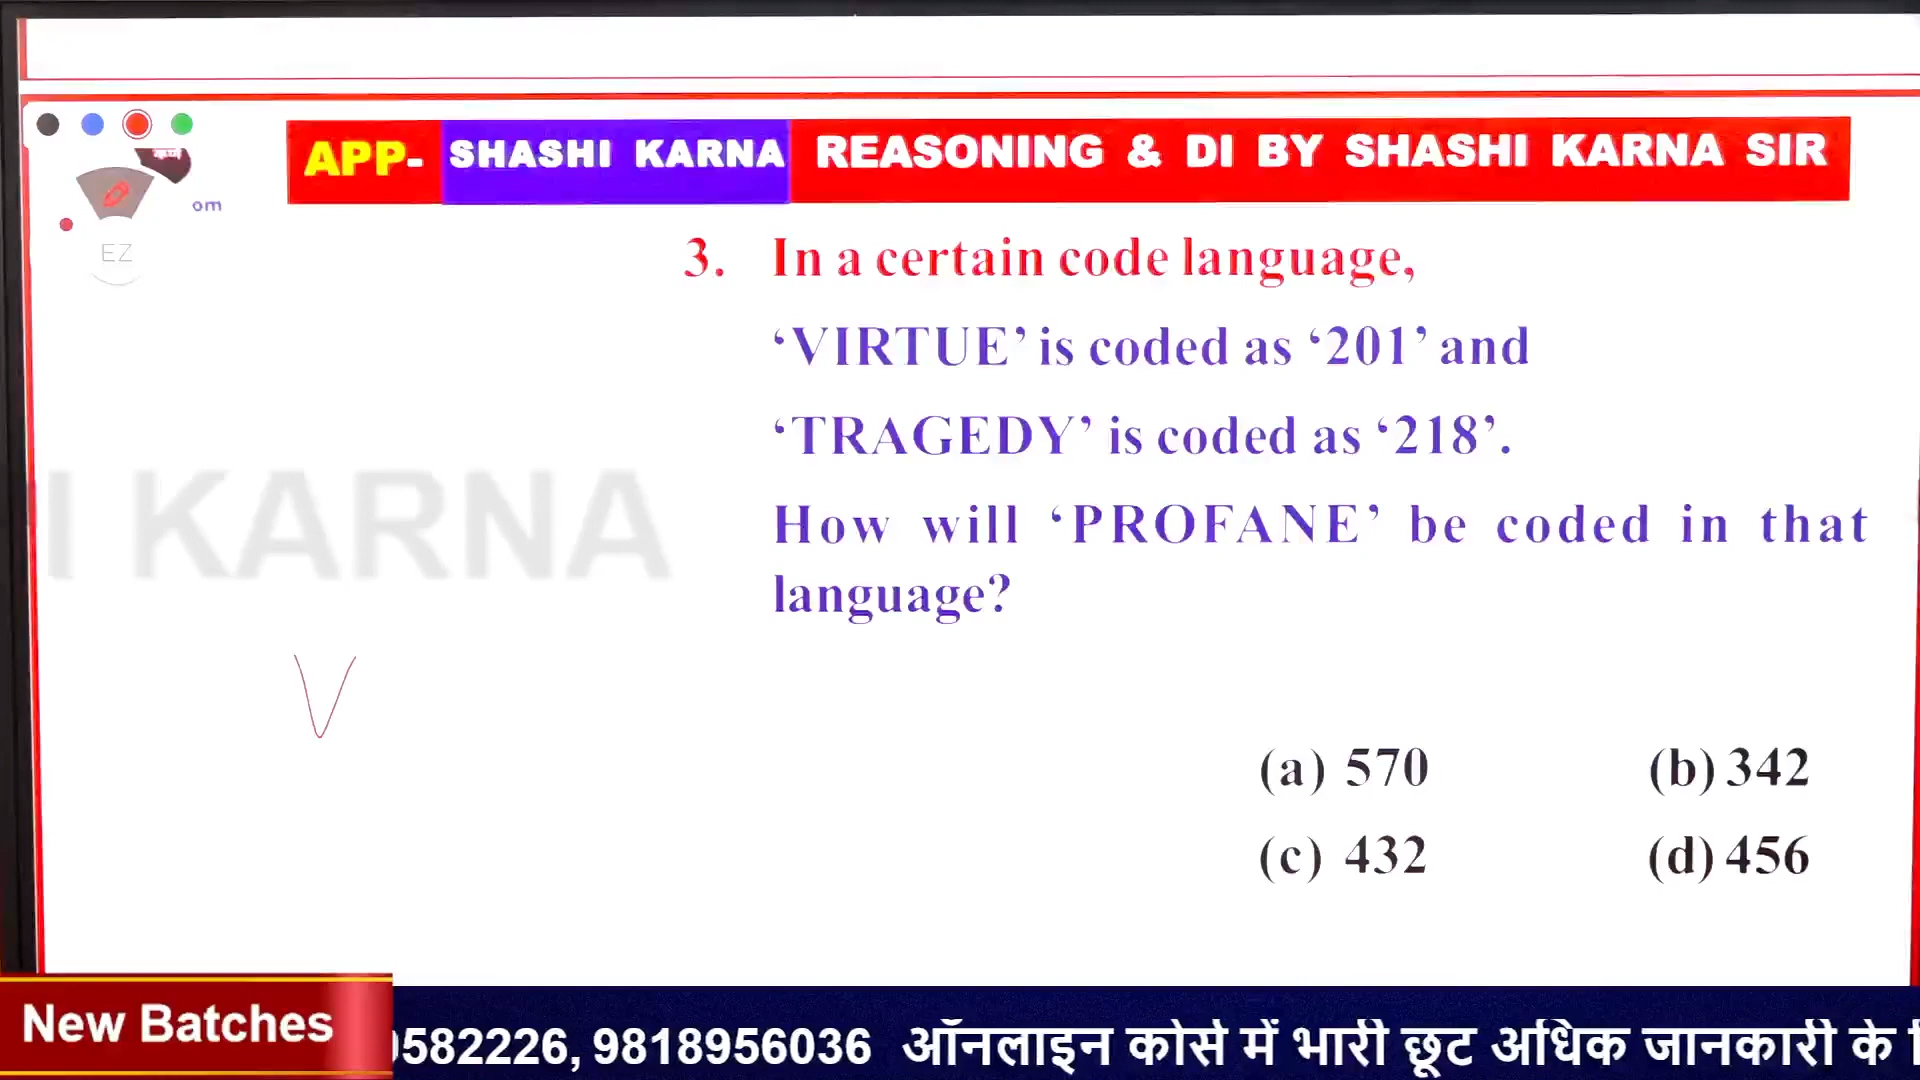 APP- SHASHI KARNA REASONING & DI BY SHASHI KARNA SIR
om
EZ
3. In a certain code language,
‘VIRTUE’ is coded as ‘201’ and
‘TRAGEDY’ is coded as ‘218’.
How will ‘PROFANE’ be coded in that
language?
I KARNA
V
(a) 570 (b) 342
(c) 432 (d) 456
New Batches
582226, 9818956036 ऑनलाइन कोर्स में भारी छूट अधिक जानकारी के